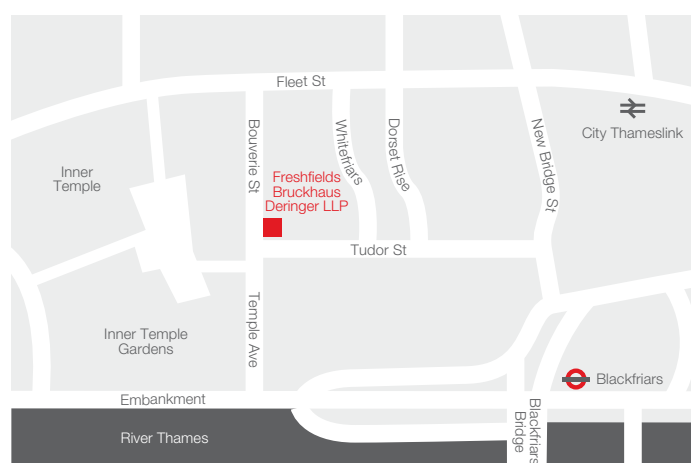 Fleet St
City Thameslink
Bouverie St
Whitefriars
Dorset Rise
New Bridge St
Inner
Temple
Freshfields
Bruckhaus
Deringer LLP
Tudor St
Temple Ave
Inner Temple
Gardens
Blackfriars
Embankment
Blackfriars
Bridge
River Thames